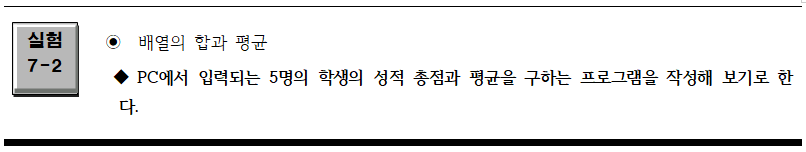 실험
7-2
◉ 배열의 합과 평균
◆ PC에서 입력되는 5명의 학생의 성적 총점과 평균을 구하는 프로그램을 작성해 보기로 한
다.